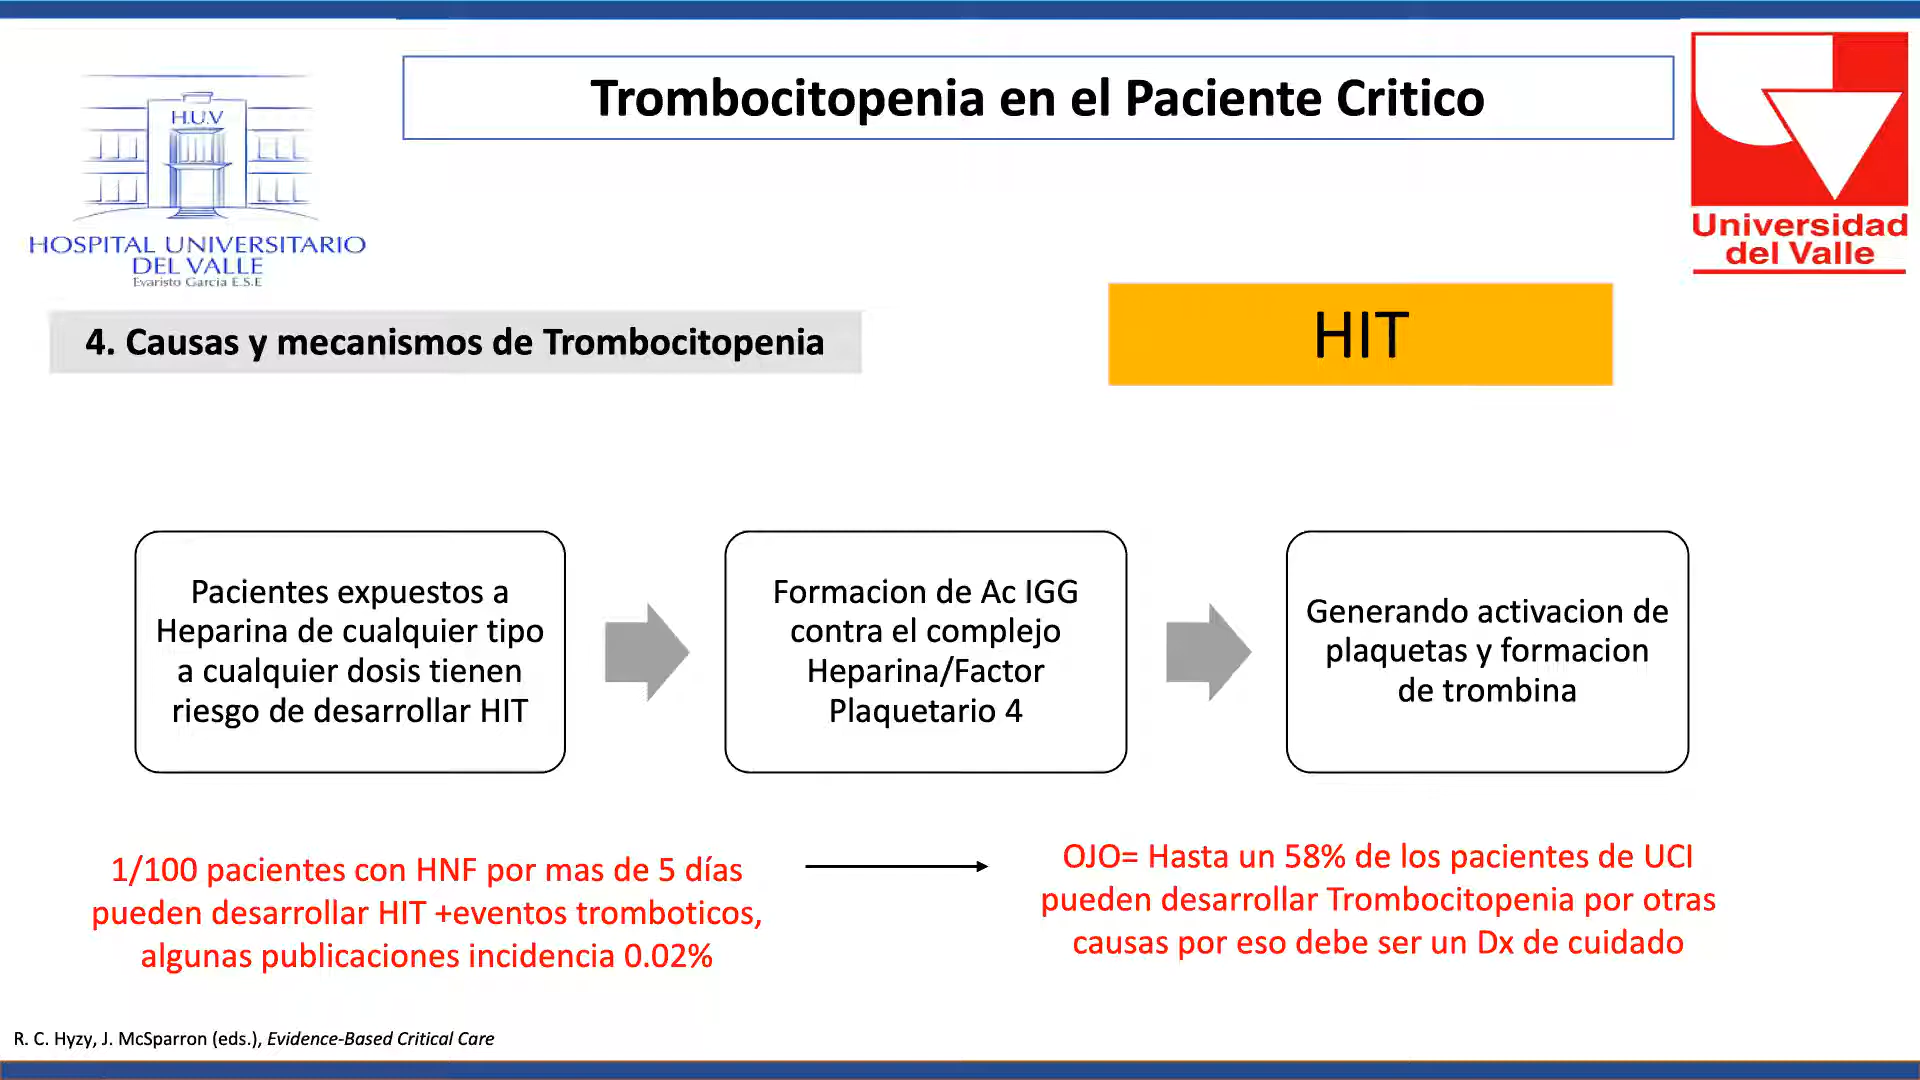 Trombocitopenia en el Paciente Critico
H.U.V
HOSPITAL UNIVERSITARIO
DEL VALLE
Evaristo Garcia E.S.E
Universidad
del Valle
4. Causas y mecanismos de Trombocitopenia
HIT
Pacientes expuestos a
Heparina de cualquier tipo
a cualquier dosis tienen
riesgo de desarrollar HIT
Formacion de Ac IGG
contra el complejo
Heparina/Factor
Plaquetario 4
Generando activacion de
plaquetas y formacion
de trombina
1/100 pacientes con HNF por mas de 5 días
pueden desarrollar HIT +eventos tromboticos,
algunas publicaciones incidencia 0.02%
OJO= Hasta un 58% de los pacientes de UCI
pueden desarrollar Trombocitopenia por otras
causas por eso debe ser un Dx de cuidado
R. C. Hyzy, J. McSparron (eds.), Evidence-Based Critical Care